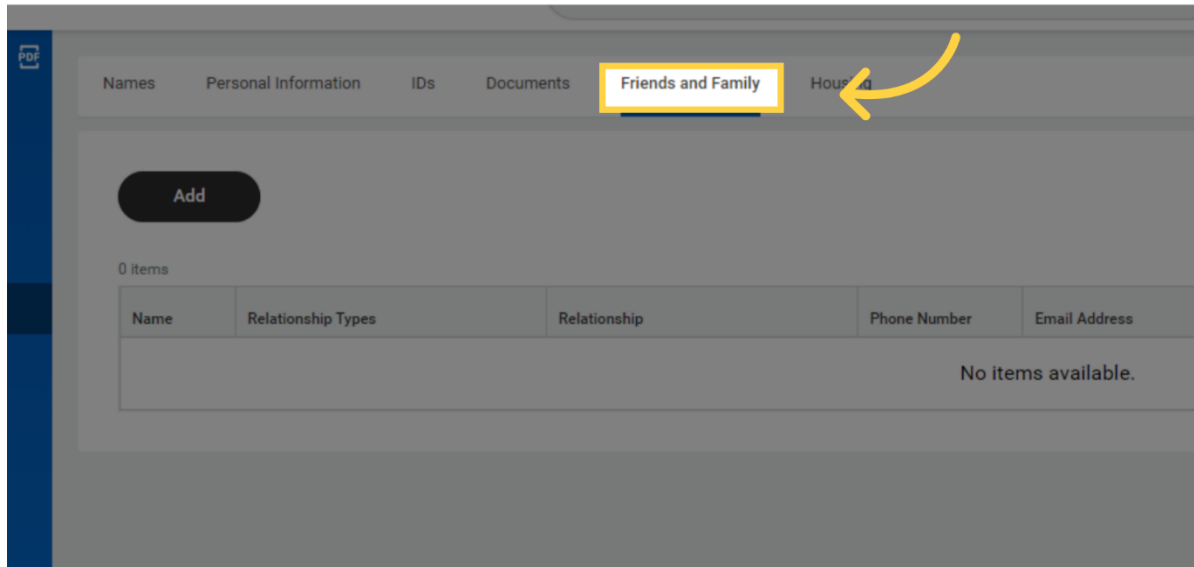 PDF
Names Personal Information IDs Documents Friends and Family Housing
Add
0 items
Name Relationship Types Relationship Phone Number Email Address
No items available.